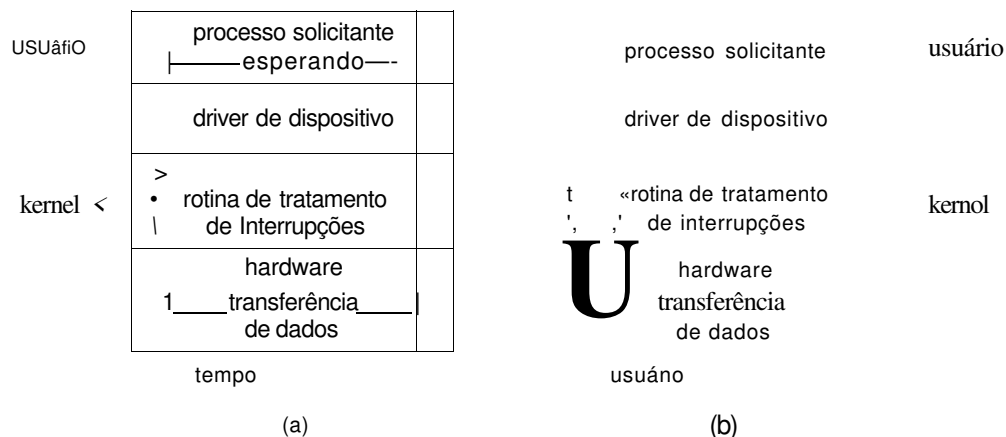 USUâfiO
processo solicitante
esperando—-
driver de dispositivo
kernel <
>
• rotina de tratamento
\ de Interrupções
hardware
1____transferência_____|
de dados
tempo
(a)
processo solicitante
usuário
driver de dispositivo
t «rotina de tratamento
kernol
', ,' de interrupções
U
hardware
transferência
de dados
usuáno
(b)